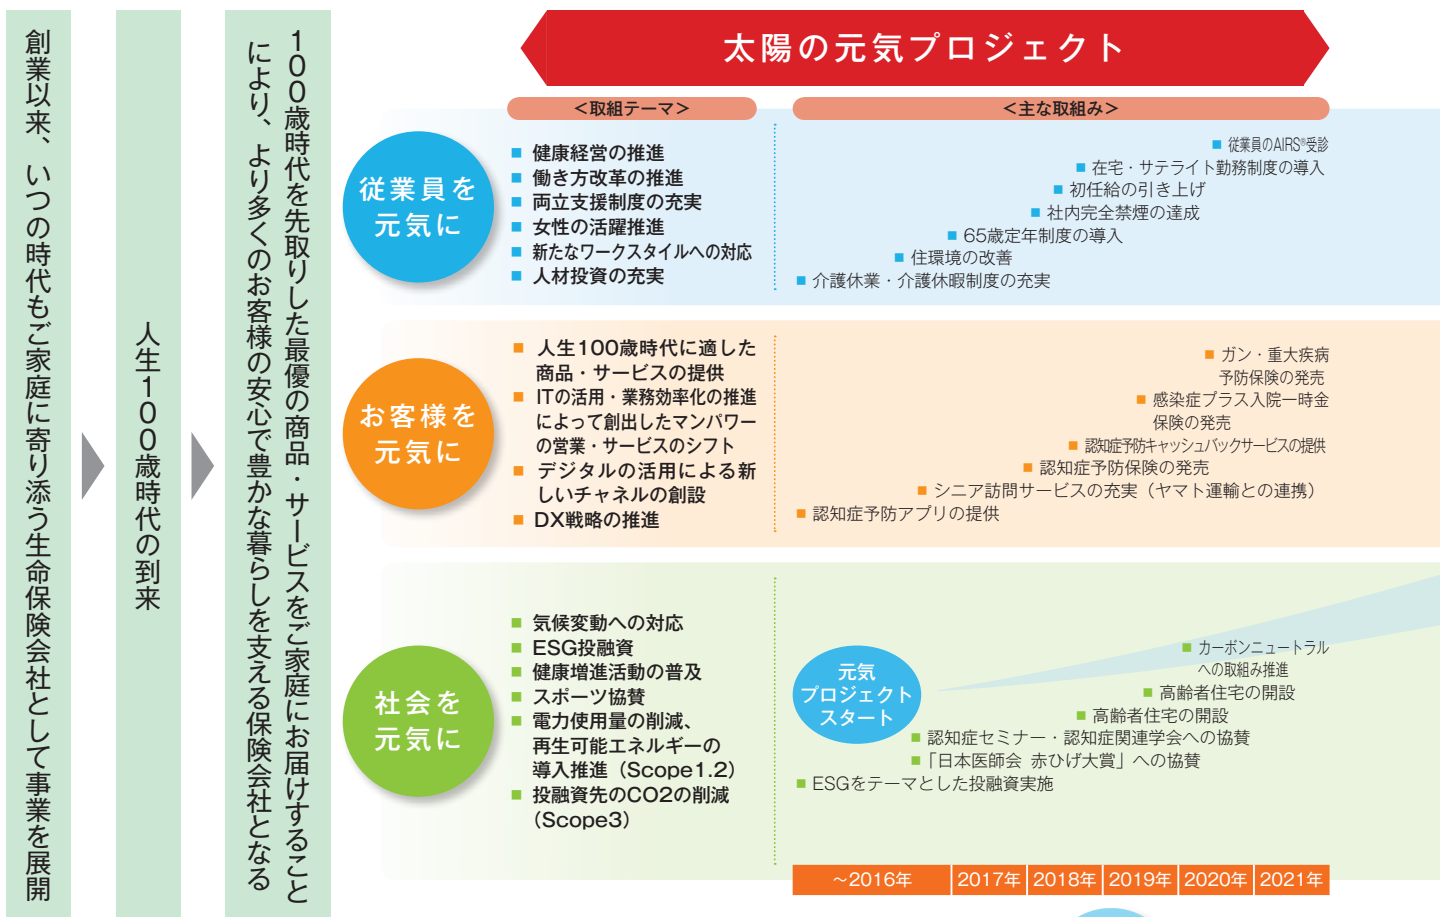 創業以来、いつの時代もご家庭に寄り添う生命保険会社として事業を展開
人生100歳時代の到来
100歳時代を先取りした最優の商品・サービスをご家庭にお届けすること
により、より多くのお客様の安心で豊かな暮らしを支える保険会社となる
太陽の元気プロジェクト
＜取組テーマ＞
＜主な取組み＞
従業員を
元気に
■ 健康経営の推進
■ 働き方改革の推進
■ 両立支援制度の充実
■ 女性の活躍推進
■ 新たなワークスタイルへの対応
■ 人材投資の充実
■ 従業員のAIRS®受診
■ 在宅・サテライト勤務制度の導入
■ 初任給の引き上げ
■ 社内完全禁煙の達成
■ 65歳定年制度の導入
■ 住環境の改善
■ 介護休業・介護休暇制度の充実
お客様を
元気に
■ 人生100歳時代に適した
商品・サービスの提供
■ ITの活用・業務効率化の推進
によって創出したマンパワー
の営業・サービスのシフト
■ デジタルの活用による新
しいチャネルの創設
■ DX戦略の推進
■ ガン・重大疾病
予防保険の発売
■ 感染症プラス入院一時金
保険の発売
■ 認知症予防キャッシュバックサービスの提供
■ 認知症予防保険の発売
■ シニア訪問サービスの充実（ヤマト運輸との連携）
■ 認知症予防アプリの提供
社会を
元気に
■ 気候変動への対応
■ ESG投融資
■ 健康増進活動の普及
■ スポーツ協賛
■ 電力使用量の削減、
再生可能エネルギーの
導入推進（Scope1.2）
■ 投融資先のCO2の削減
（Scope3）
元気
プロジェクト
スタート
■ カーボンニュートラル
への取組み推進
■ 高齢者住宅の開設
■ 高齢者住宅の開設
■ 認知症セミナー・認知症関連学会への協賛
■ 「日本医師会 赤ひげ大賞」への協賛
■ ESGをテーマとした投融資実施
～2016年 2017年 2018年 2019年 2020年 2021年